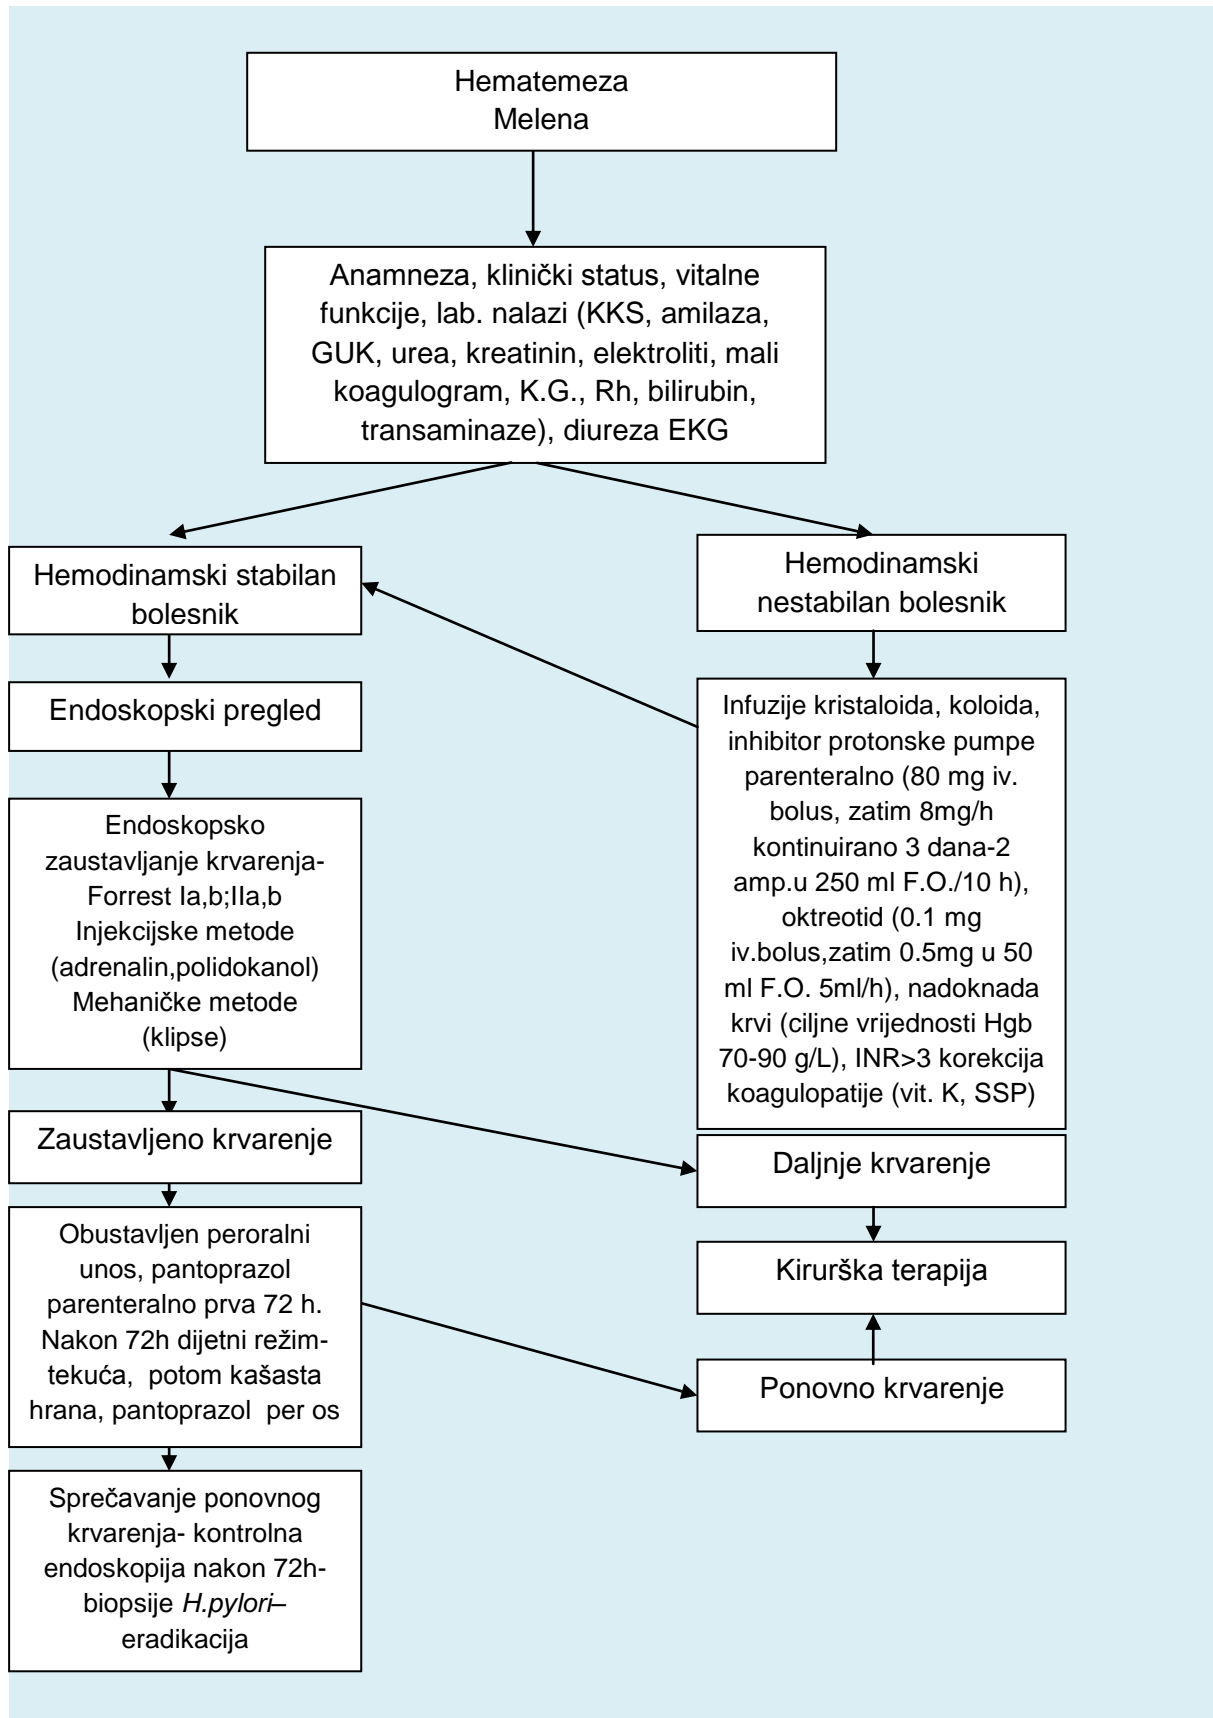 Hematemeza
Melena
Anamneza, klinički status, vitalne
funkcije, lab. nalazi (KKS, amilaza,
GUK, urea, kreatinin, elektroliti, mali
koagulogram, K.G., Rh, bilirubin,
transaminaze), diureza EKG
Hemodinamski stabilan
bolesnik
Hemodinamski
nestabilan bolesnik
Endoskopski pregled
Infuzije kristaloida, koloida,
inhibitor protonske pumpe
parenteralno (80 mg iv.
bolus, zatim 8mg/h
kontinuirano 3 dana-2
amp.u 250 ml F.O./10 h),
oktreotid (0.1 mg
iv.bolus,zatim 0.5mg u 50
ml F.O. 5ml/h), nadoknada
krvi (ciljne vrijednosti Hgb
70-90 g/L), INR>3 korekcija
koagulopatije (vit. K, SSP)
Endoskopsko
zaustavljanje krvarenja-
Forrest Ia,b;IIa,b
Injekcijske metode
(adrenalin,polidokanol)
Mehaničke metode
(klipse)
Zaustavljeno krvarenje
Daljnje krvarenje
Obustavljen peroralni
unos, pantoprazol
parenteralno prva 72 h.
Nakon 72h dijetni režim-
tekuća, potom kašasta
hrana, pantoprazol per os
Kirurška terapija
Ponovno krvarenje
Sprečavanje ponovnog
krvarenja- kontrolna
endoskopija nakon 72h-
biopsije H.pylori–
eradikacija